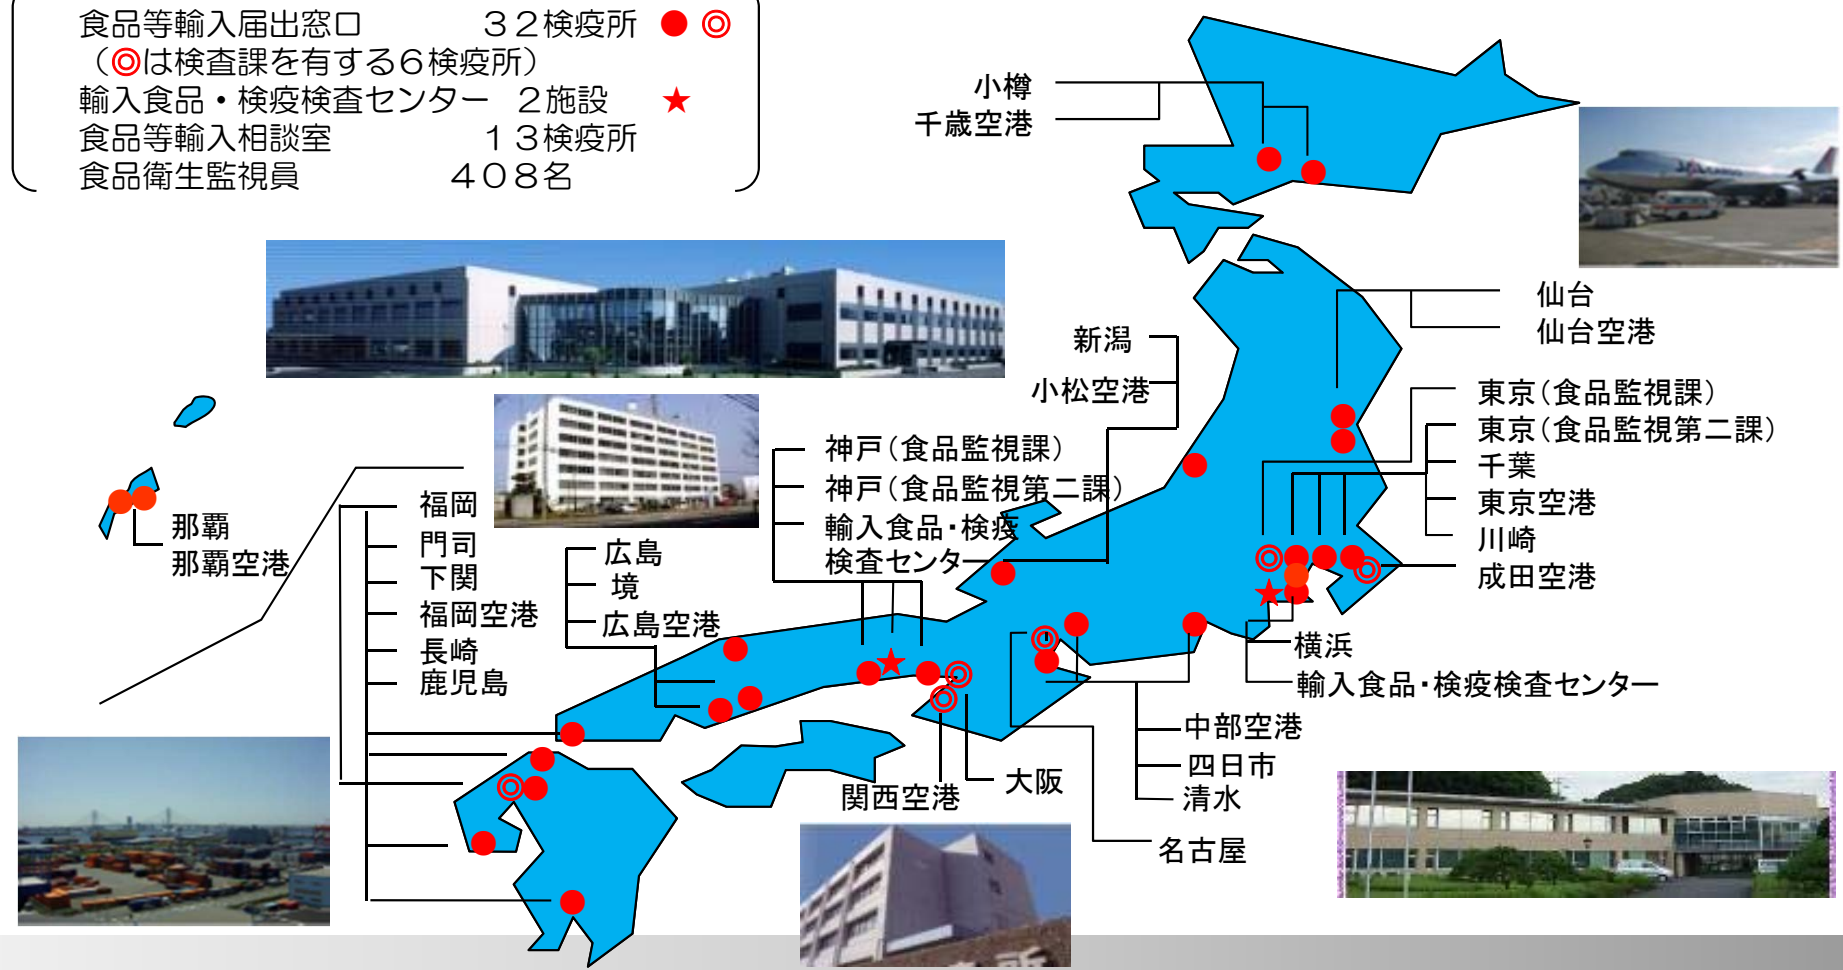 食品等輸入届出窓口　　　　３２検疫所 ● ◎
（◎は検査課を有する６検疫所）
輸入食品・検疫検査センター　２施設　★
食品等輸入相談室　　　　　１３検疫所
食品衛生監視員　　　　　４０８名
小樽
千歳空港
仙台
仙台空港
新潟
小松空港
東京（食品監視課）
東京（食品監視第二課）
千葉
東京空港
川崎
成田空港
横浜
輸入食品・検疫検査センター
神戸（食品監視課）
神戸（食品監視第二課）
輸入食品・検疫
検査センター
広島
境
広島空港
福岡
門司
下関
福岡空港
長崎
鹿児島
那覇
那覇空港
中部空港
四日市
清水
名古屋
大阪
関西空港